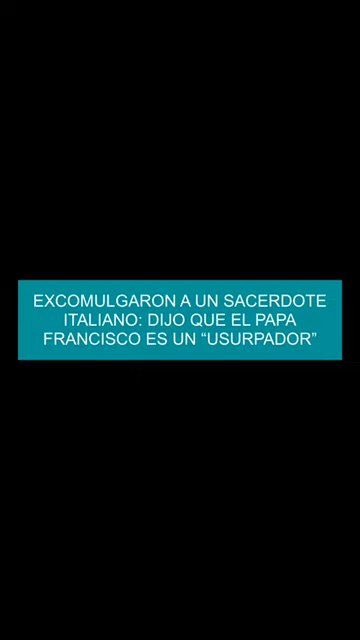 EXCOMULGARON A UN SACERDOTE
ITALIANO: DIJO QUE EL PAPA
FRANCISCO ES UN “USURPADOR”